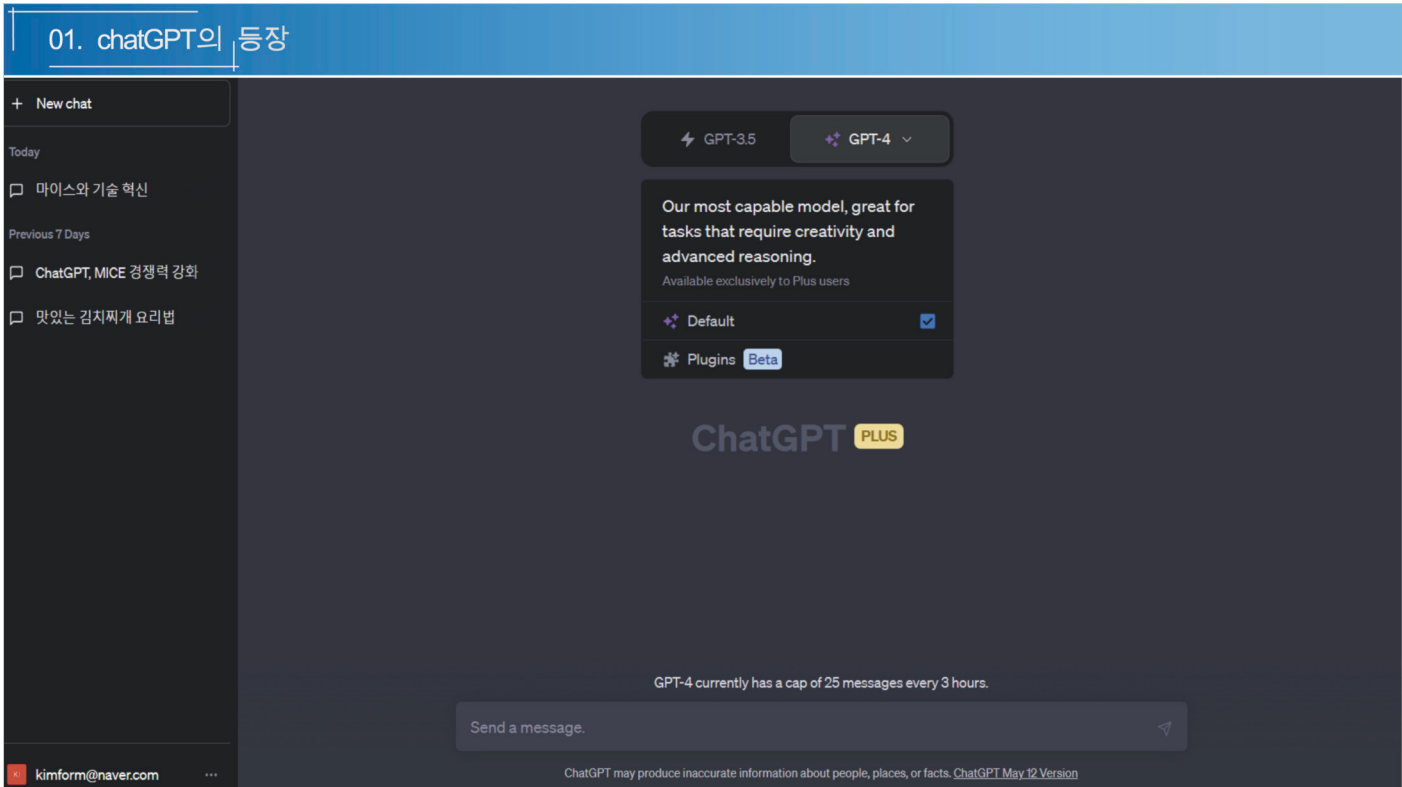 01. chatGPT의 등장
New chat
Today
마이스와 기술 혁신
Previous 7 Days
ChatGPT, MICE 경쟁력 강화
맛있는 김치찌개 요리법
kimform@naver.com
GPT-3.5
GPT-4
Our most capable model, great for
tasks that require creativity and
advanced reasoning.
Available exclusively to Plus users
Default
Plugins Beta
ChatGPT PLUS
GPT-4 currently has a cap of 25 messages every 3 hours.
Send a message.
ChatGPT may produce inaccurate information about people, places, or facts. ChatGPT May 12 Version